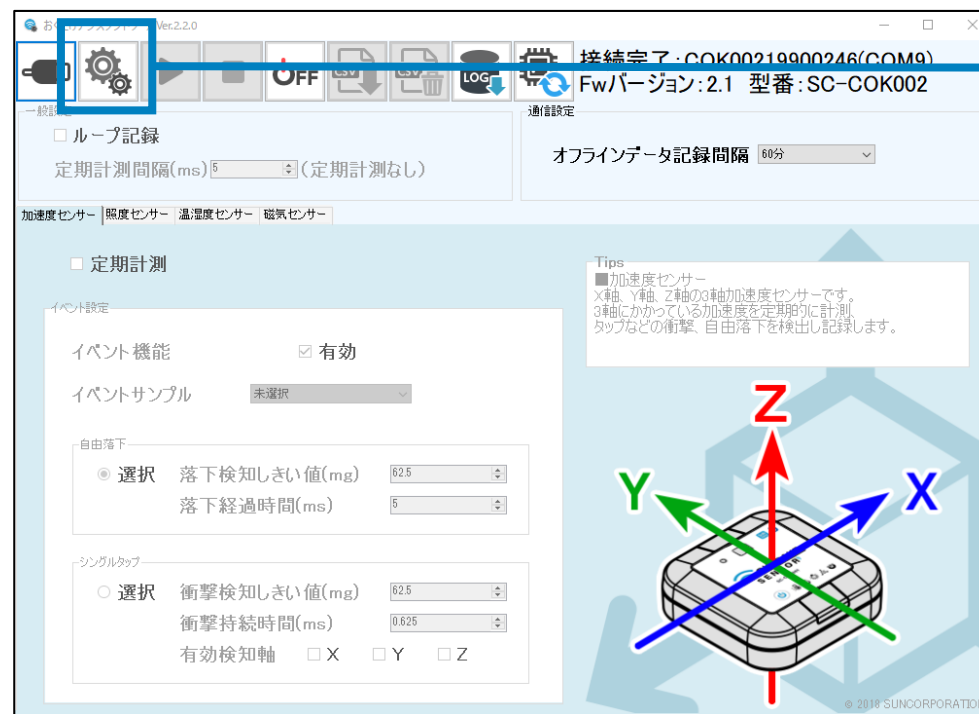 Ver.2.2.0
OFF
CSV
CSV
LOG
接続完了:COK00219900246(COM9)
Fwバージョン:2.1 型番:SC-COK002
一般設定
ループ記録
定期計測間隔(ms) 5 (定期計測なし)
通信設定
オフラインデータ記録間隔 60分
加速度センサー 照度センサー 温湿度センサー 磁気センサー
定期計測
イベント設定
イベント機能 有効
イベントサンプル 未選択
自由落下
選択 落下検知しきい値(mg) 62.5
落下経過時間(ms) 5
シングルタップ
選択 衝撃検知しきい値(mg) 62.5
衝撃持続時間(ms) 0.625
有効検知軸 X Y Z
Tips
■加速度センサー
X軸、Y軸、Z軸の3軸加速度センサーです。
3軸にかかっている加速度を定期的に計測、
タップなどの衝撃、自由落下を検出し記録します。
Z
Y
X
SENSOR
© 2018 SUNCORPORATIO